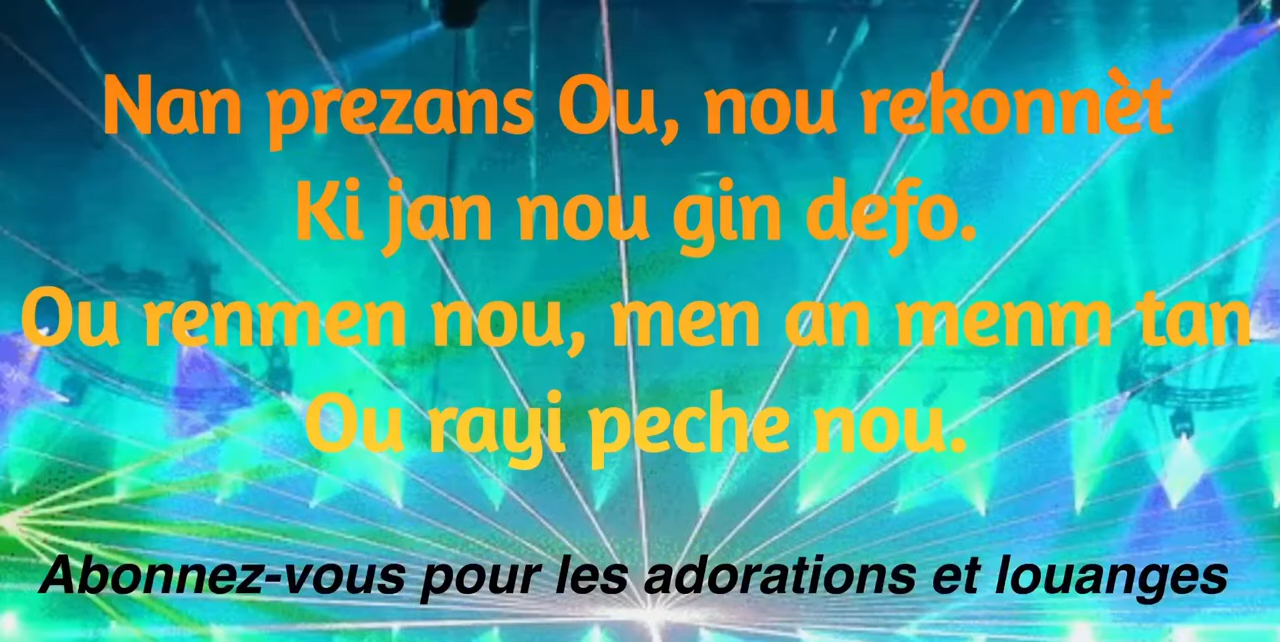 Nan prezans Ou, nou rekonnèt
Ki jan nou gin defo.
Ou renmen nou, men an menm tan
Ou rayi peche nou.
Abonnez-vous pour les adorations et louanges